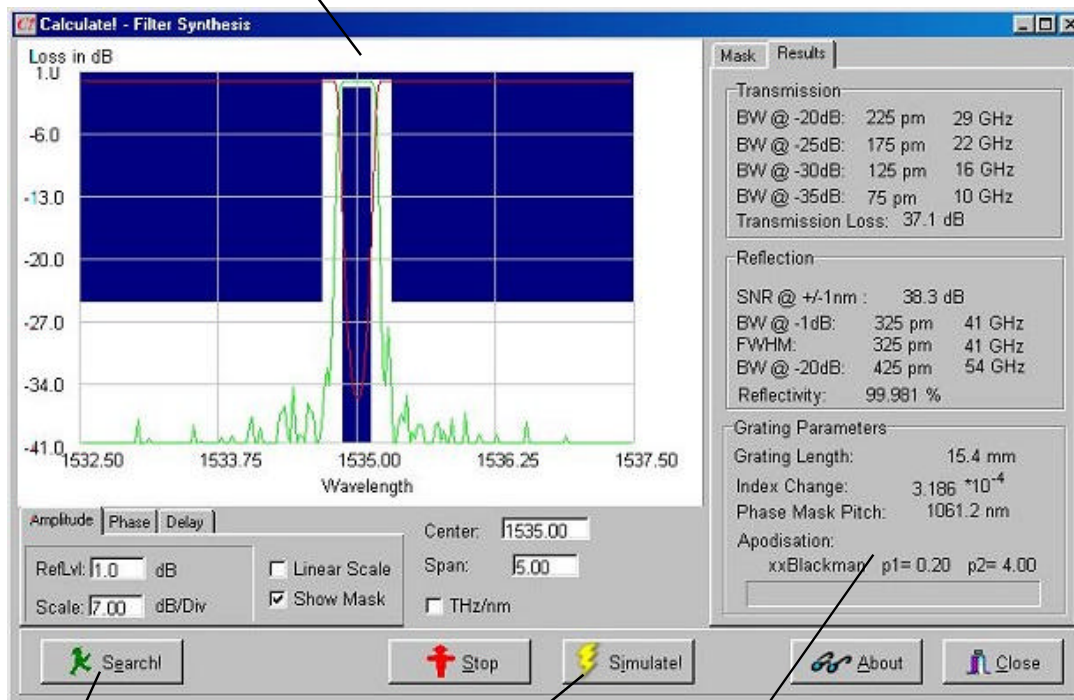 Calculate! - Filter Synthesis
Loss in dB
1.0
-6.0
-13.0
-20.0
-27.0
-34.0
-41.0
1532.50 1533.75 1535.00 1536.25 1537.50
Wavelength
Amplitude Phase Delay
RefLvl: 1.0 dB
Scale: 7.00 dB/Div
Linear Scale
Show Mask
Center: 1535.00
Span: 5.00
THz/nm
Mask Results
Transmission
BW @ -20dB: 225 pm 29 GHz
BW @ -25dB: 175 pm 22 GHz
BW @ -30dB: 125 pm 16 GHz
BW @ -35dB: 75 pm 10 GHz
Transmission Loss: 37.1 dB
Reflection
SNR @ +/-1nm : 38.3 dB
BW @ -1dB: 325 pm 41 GHz
FWHM: 325 pm 41 GHz
BW @ -20dB: 425 pm 54 GHz
Reflectivity: 99.981 %
Grating Parameters
Grating Length: 15.4 mm
Index Change: 3.186 *10-4
Phase Mask Pitch: 1061.2 nm
Apodisation:
xxBlackman p1= 0.20 p2= 4.00
Search! Stop Simulate! About Close